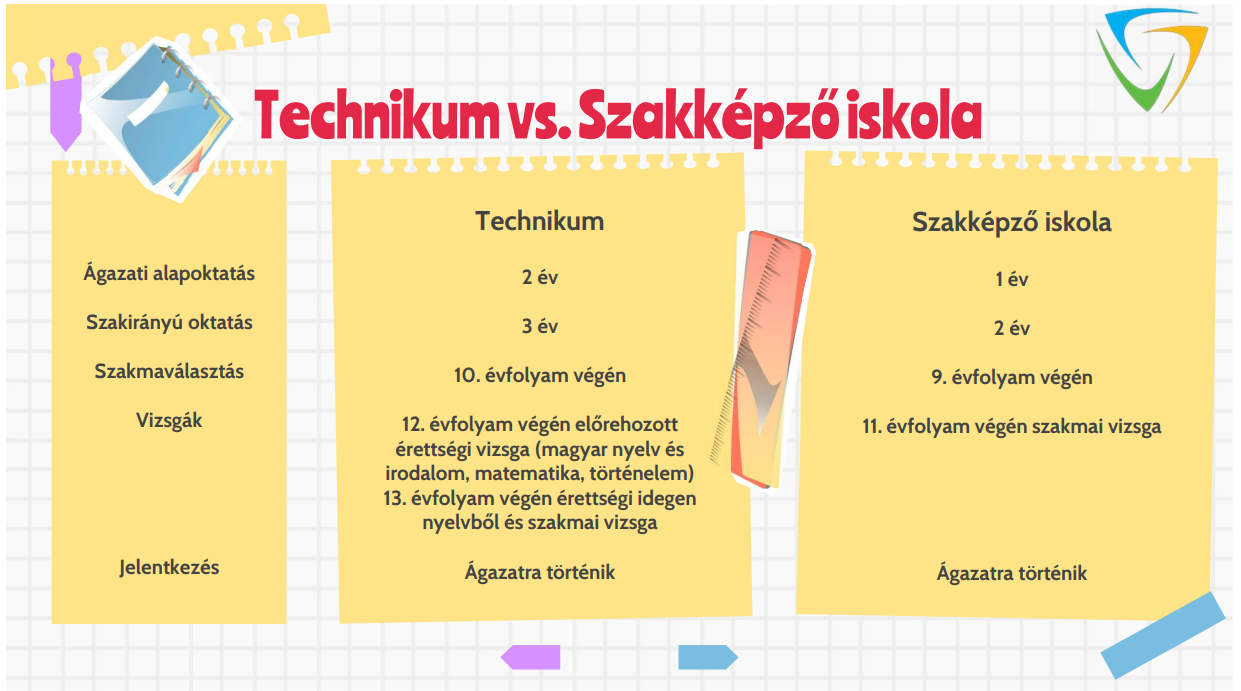 Technikum vs. Szakképző iskola
Ágazati alapoktatás
Szakirányú oktatás
Szakmaválasztás
Vizsgák
Jelentkezés
Technikum
2 év
3 év
10. évfolyam végén
12. évfolyam végén előrehozott
érettségi vizsga (magyar nyelv és
irodalom, matematika, történelem)
13. évfolyam végén érettségi idegen
nyelvből és szakmai vizsga
Ágazatra történik
Szakképző iskola
1 év
2 év
9. évfolyam végén
11. évfolyam végén szakmai vizsga
Ágazatra történik